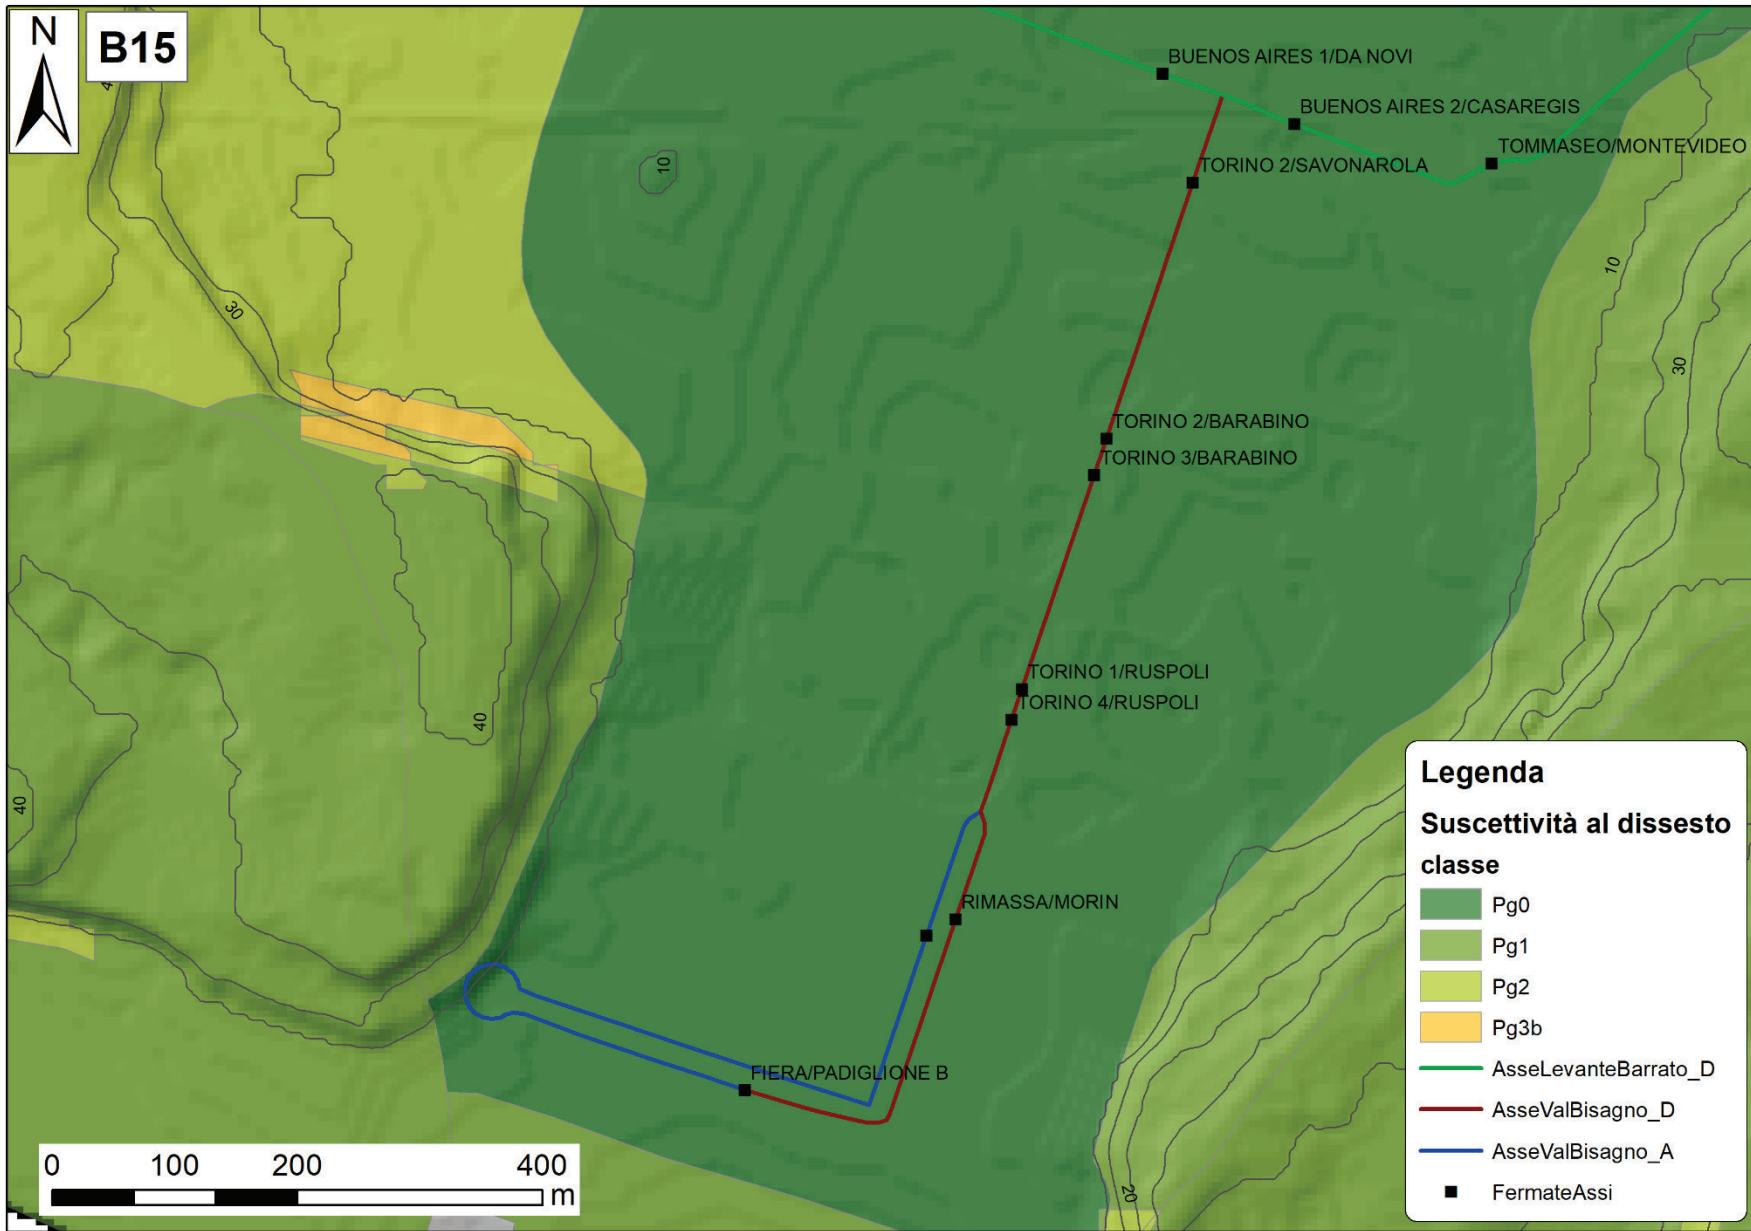 N
B15
BUENOS AIRES 1/DA NOVI
BUENOS AIRES 2/CASAREGIS
TOMMASEO/MONTEVIDEO
TORINO 2/SAVONAROLA
10
10
30
30
TORINO 2/BARABINO
TORINO 3/BARABINO
TORINO 1/RUSPOLI
TORINO 4/RUSPOLI
40
40
RIMASSA/MORIN
FIERA/PADIGLIONE B
20
Legenda
Suscettività al dissesto
classe
Pg0
Pg1
Pg2
Pg3b
AsseLevanteBarrato_D
AsseValBisagno_D
AsseValBisagno_A
FermateAssi
0 100 200 400
m